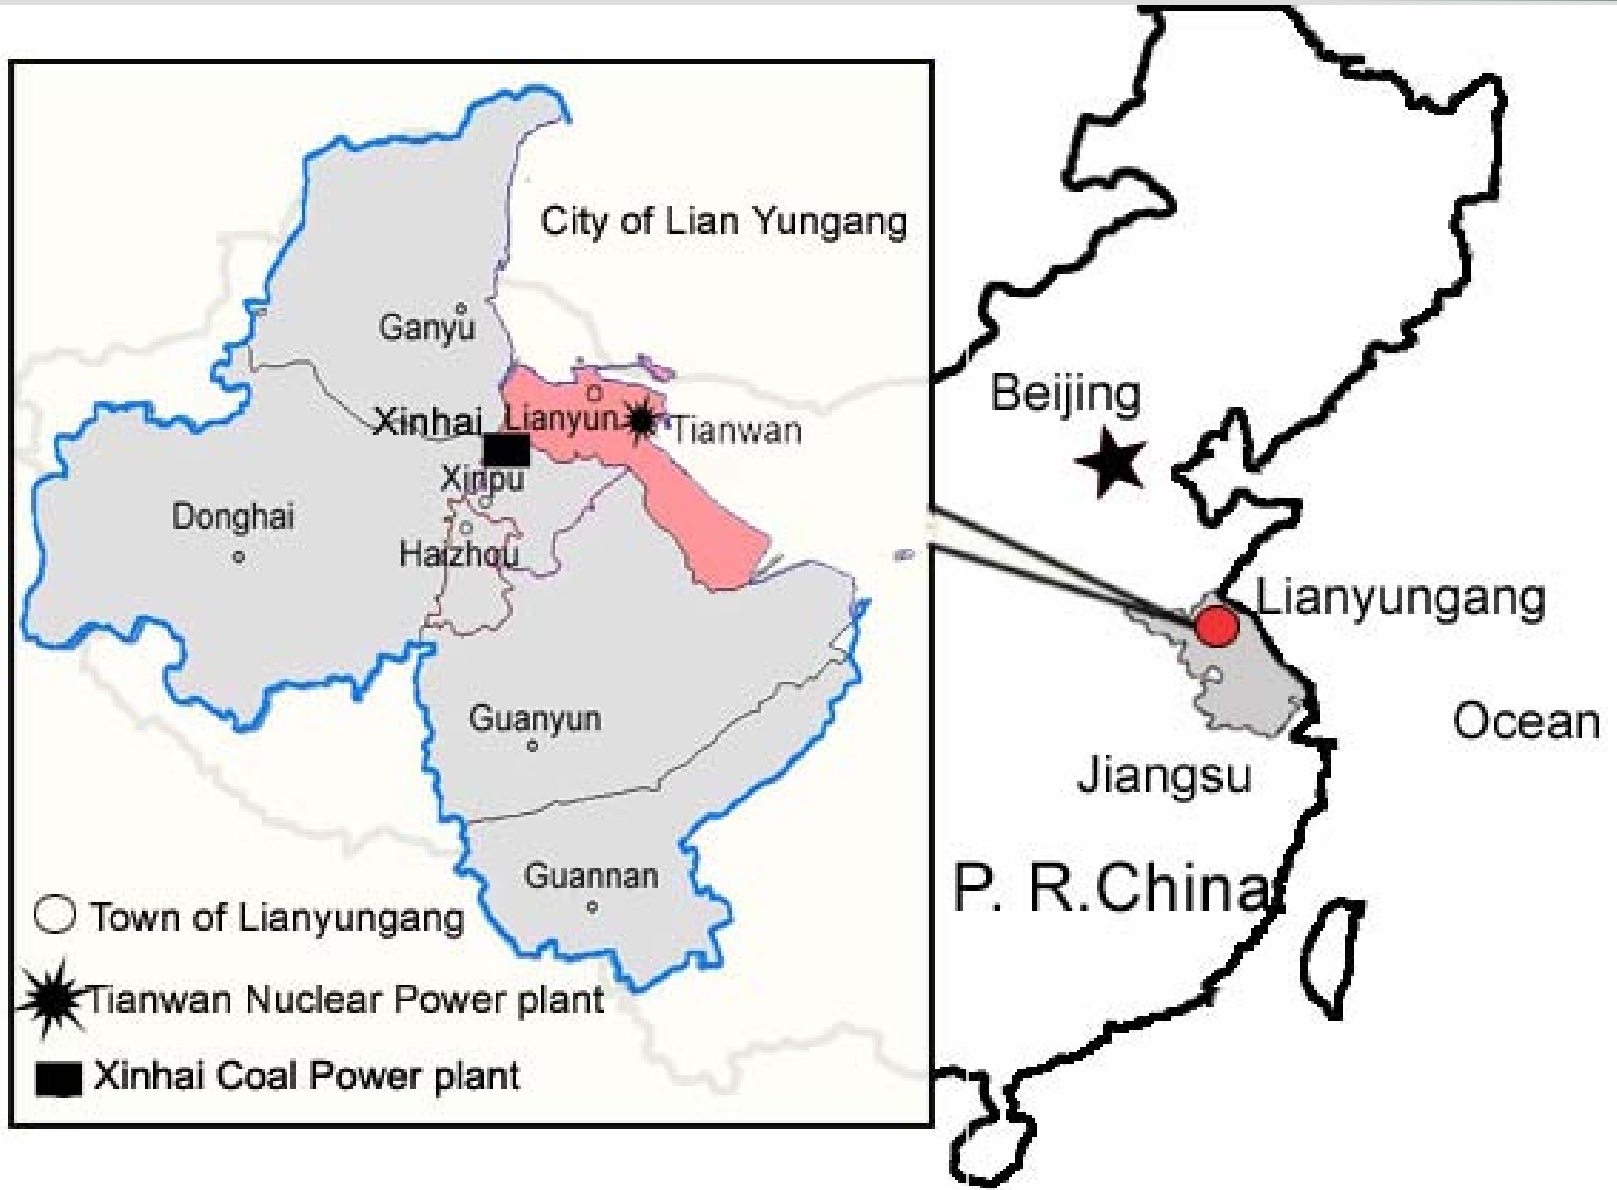 City of Lian Yungang
Ganyu
Xinhai
Lianyun
Tianwan
Xinpu
Donghai
Haizhou
Guanyun
Guannan
Town of Lianyungang
Tianwan Nuclear Power plant
Xinhai Coal Power plant
Beijing
Lianyungang
Ocean
Jiangsu
P. R.China